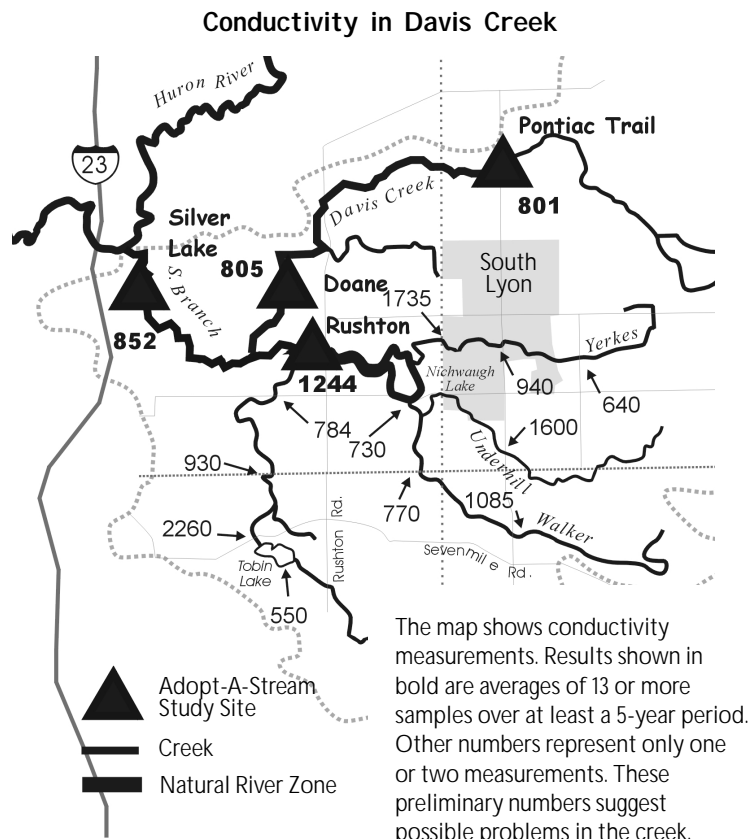 Conductivity in Davis Creek
Huron River
23
Pontiac Trail
801
Davis Creek
Silver
Lake
805
S. Branch
Doane
South
Lyon
1735
Rushton
852
1244
Nichwaugh
Lake
Yerkes
940
640
784
730
1600
Underhill
930
770
1085
Walker
2260
Rushton Rd.
Sevenmile Rd.
Tobin
Lake
550
The map shows conductivity
measurements. Results shown in
bold are averages of 13 or more
samples over at least a 5-year period.
Other numbers represent only one
or two measurements. These
preliminary numbers suggest
possible problems in the creek.
Adopt-A-Stream
Study Site
Creek
Natural River Zone